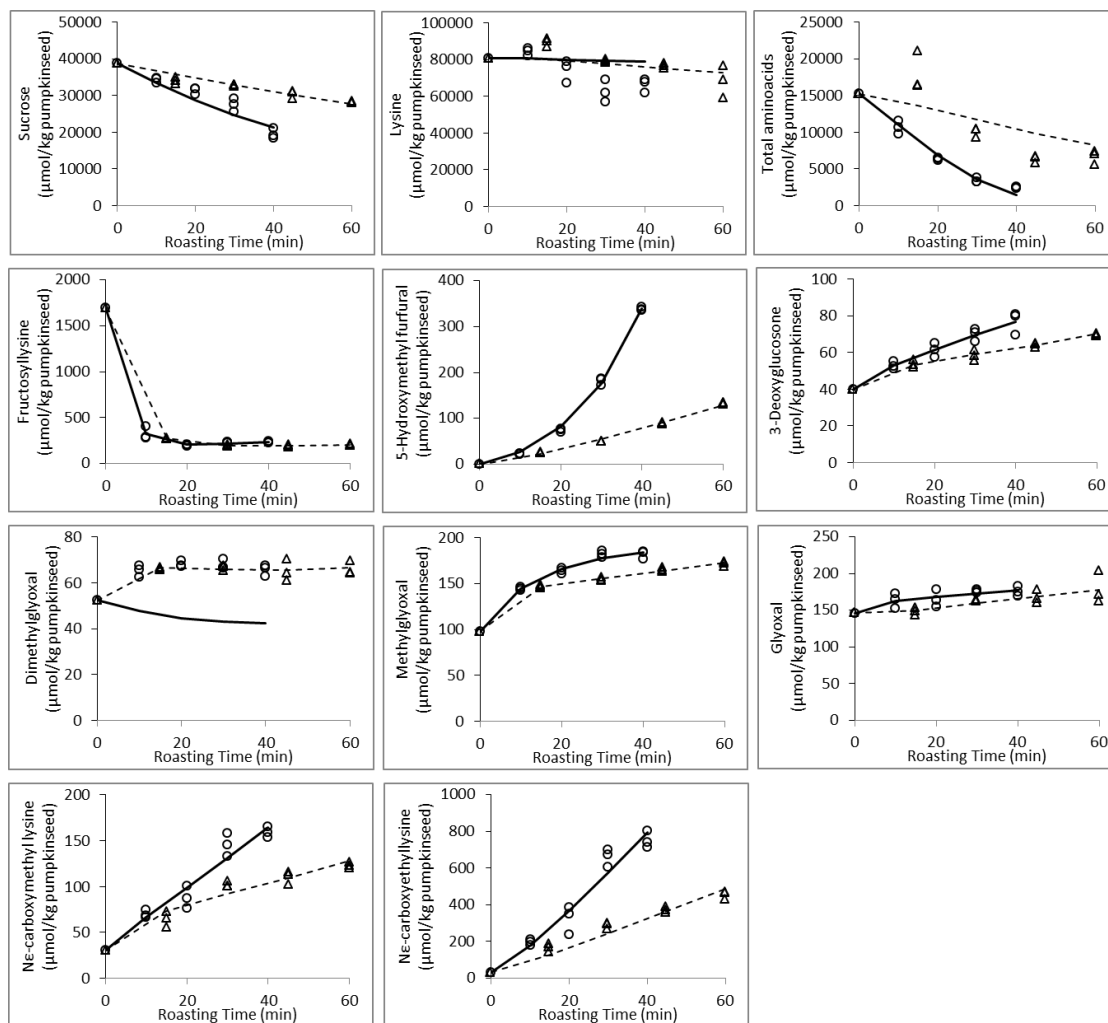 Sucrose
(µmol/kg pumpkinseed)
50000
40000
30000
20000
10000
0
0 20 40 60
Roasting Time (min)
Lysine
(µmol/kg pumpkinseed)
100000
80000
60000
40000
20000
0
0 20 40 60
Roasting Time (min)
Total aminoacids
(µmol/kg pumpkinseed)
25000
20000
15000
10000
5000
0
0 20 40 60
Roasting Time (min)
Fructosyllysine
(µmol/kg pumpkinseed)
2000
1500
1000
500
0
0 20 40 60
Roasting Time (min)
5-Hydroxymethyl furfural
(µmol/kg pumpkinseed)
400
300
200
100
0
0 20 40 60
Roasting Time (min)
3-Deoxyglucosone
(µmol/kg pumpkinseed)
100
80
60
40
20
0
0 20 40 60
Roasting Time (min)
Dimethylglyoxal
(µmol/kg pumpkinseed)
80
60
40
20
0
0 20 40 60
Roasting Time (min)
Methylglyoxal
(µmol/kg pumpkinseed)
250
200
150
100
50
0
0 20 40 60
Roasting Time (min)
Glyoxal
(µmol/kg pumpkinseed)
250
200
150
100
50
0
0 20 40 60
Roasting Time (min)
Nε-carboxymethyl lysine
(µmol/kg pumpkinseed)
200
150
100
50
0
0 20 40 60
Roasting Time (min)
Nε-carboxyethyllysine
(µmol/kg pumpkinseed)
1000
800
600
400
200
0
0 20 40 60
Roasting Time (min)